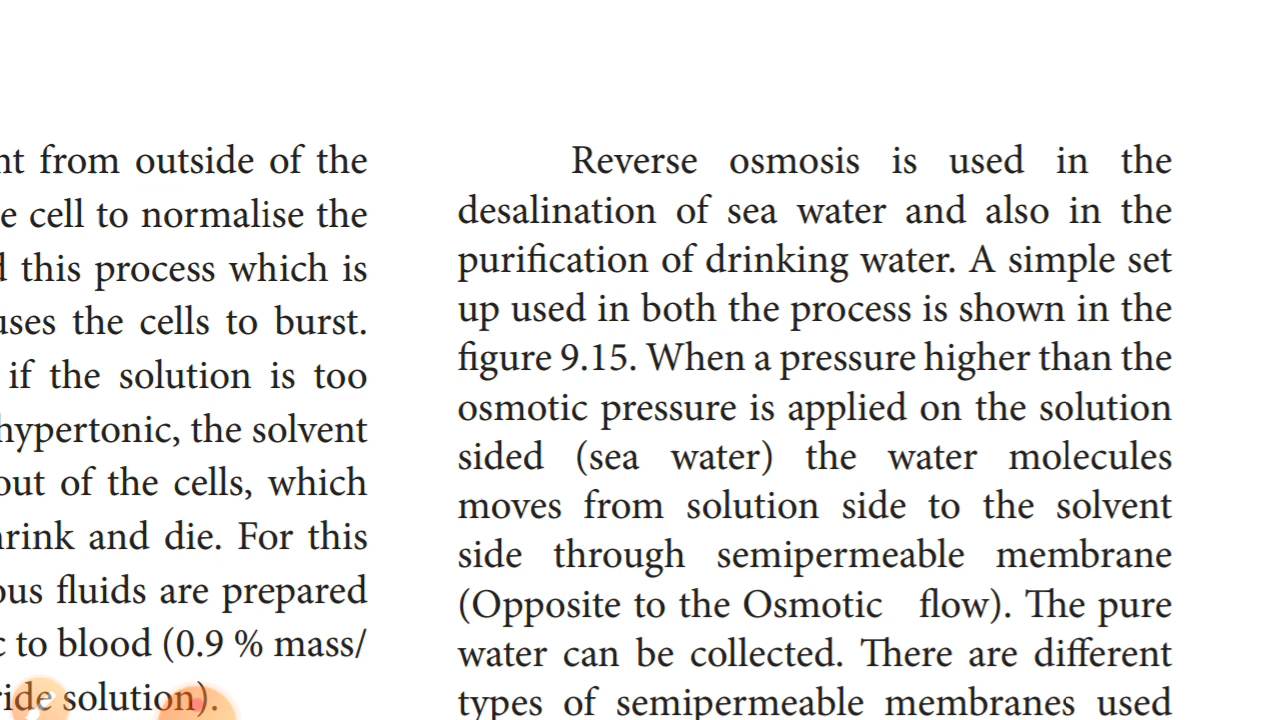 from outside of the
cell to normalise the
this process which is
the cells to burst.
if the solution is too
hypertonic, the solvent
out of the cells, which
and die. For this
fluids are prepared
to blood (0.9 % mass/
solution).
Reverse osmosis is used in the
desalination of sea water and also in the
purification of drinking water. A simple set
up used in both the process is shown in the
figure 9.15. When a pressure higher than the
osmotic pressure is applied on the solution
sided (sea water) the water molecules
moves from solution side to the solvent
side through semipermeable membrane
(Opposite to the Osmotic flow). The pure
water can be collected. There are different
types of semipermeable membranes used